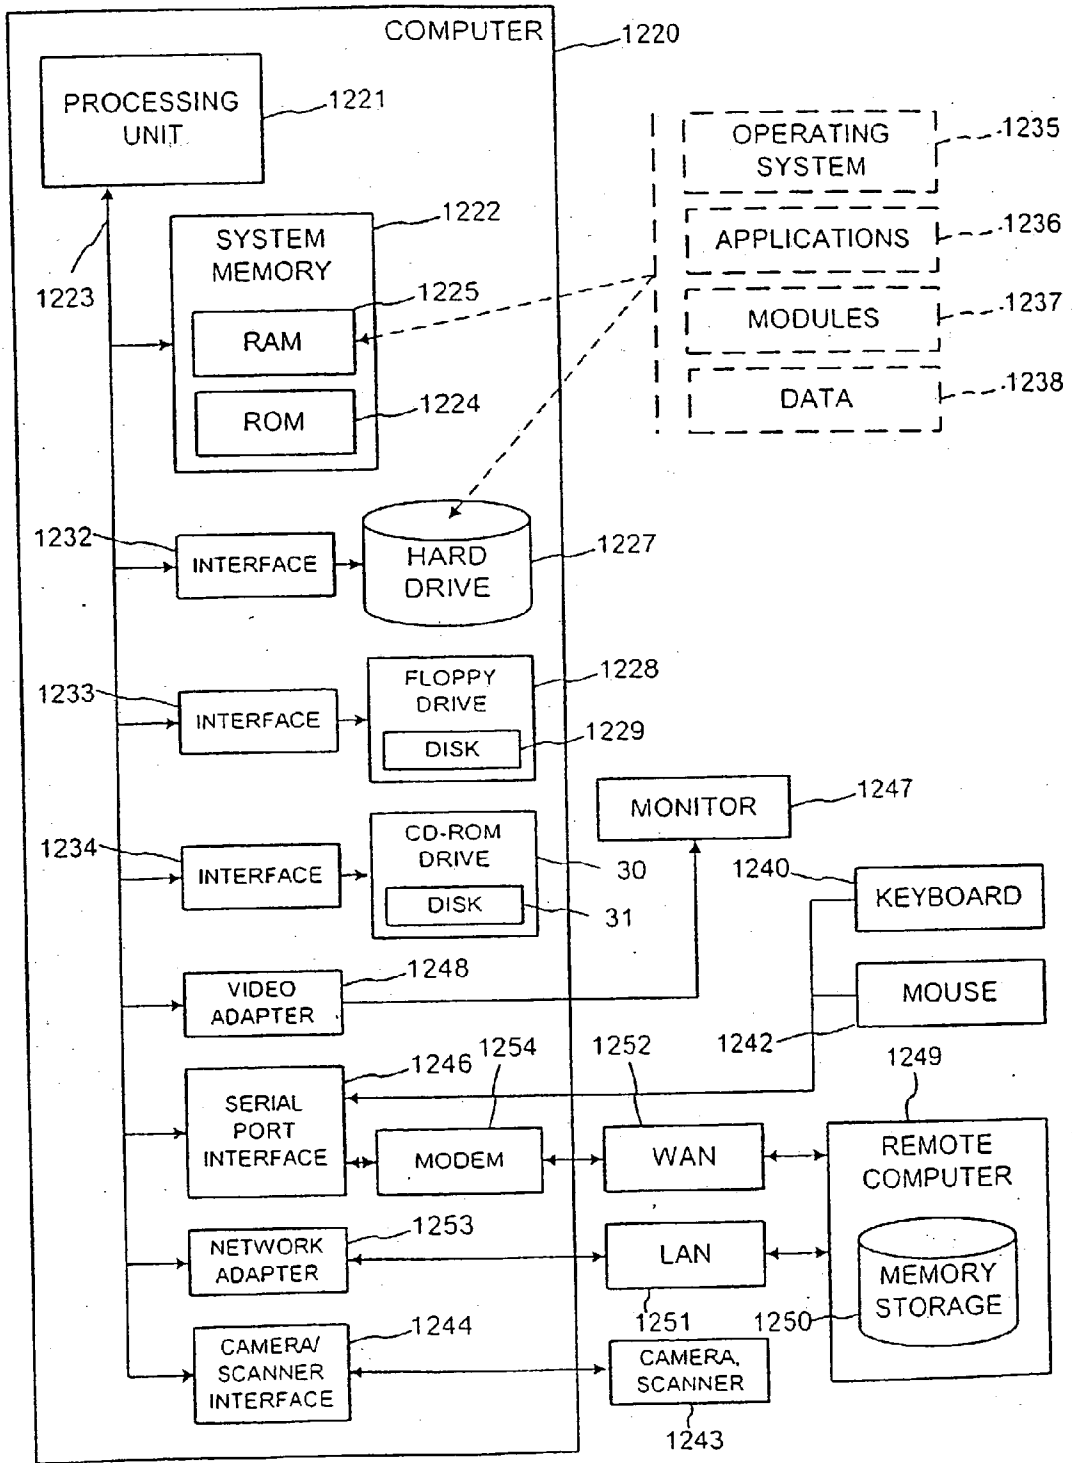 COMPUTER
1220
PROCESSING
UNIT
1221
1223
1222
SYSTEM
MEMORY
1225
RAM
1224
ROM
OPERATING
SYSTEM
1235
APPLICATIONS
1236
MODULES
1237
DATA
1238
1232
INTERFACE
HARD
DRIVE
1227
1233
INTERFACE
FLOPPY
DRIVE
1228
DISK
1229
1234
INTERFACE
CD-ROM
DRIVE
30
DISK
31
MONITOR
1247
1240
KEYBOARD
MOUSE
1242
1248
VIDEO
ADAPTER
1246
SERIAL
PORT
INTERFACE
1254
MODEM
1252
WAN
1249
REMOTE
COMPUTER
MEMORY
STORAGE
1250
1253
NETWORK
ADAPTER
LAN
1251
1244
CAMERA/
SCANNER
INTERFACE
CAMERA,
SCANNER
1243